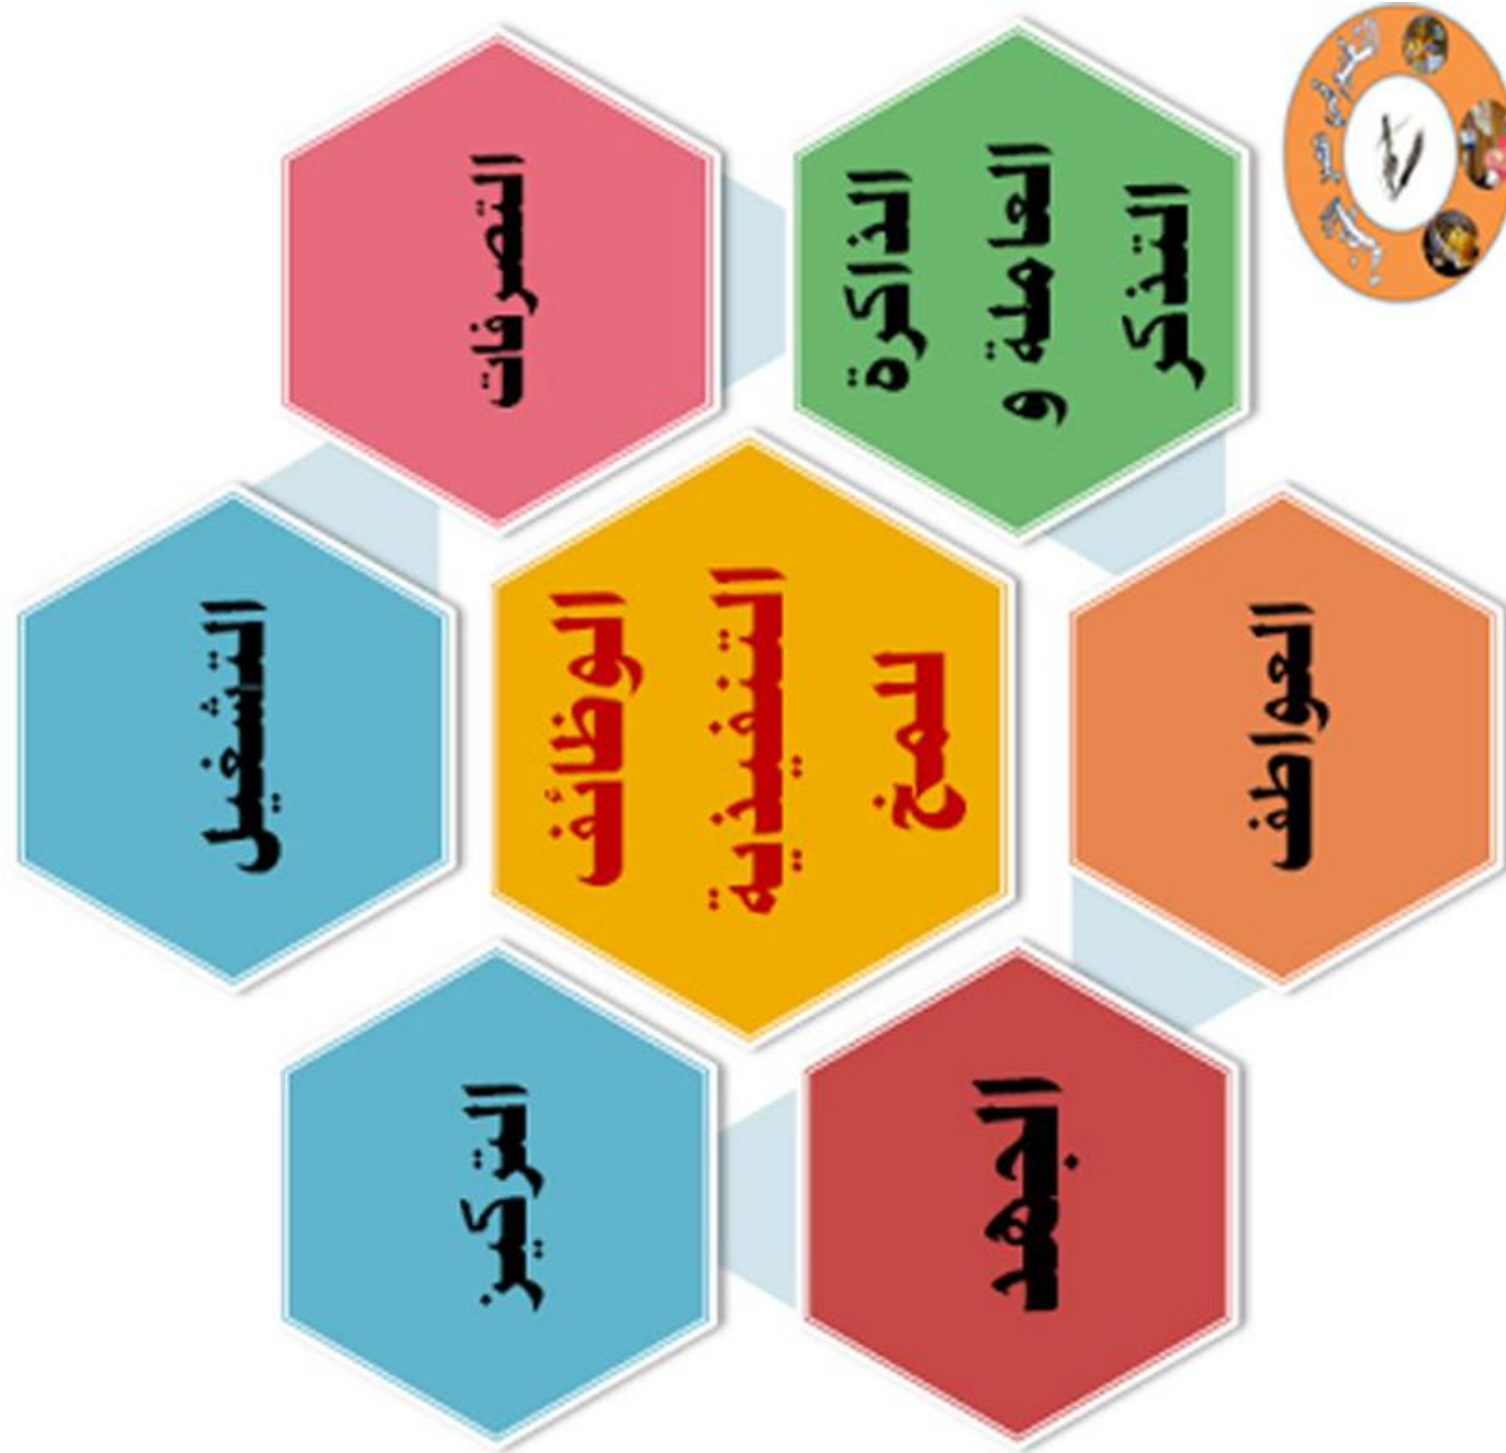 التشغيل
التصرفات
التركيز
الوظائف
التنفيذية
للمخ
الذاكرة
العاملة و
التذكر
الجهد
العواطف